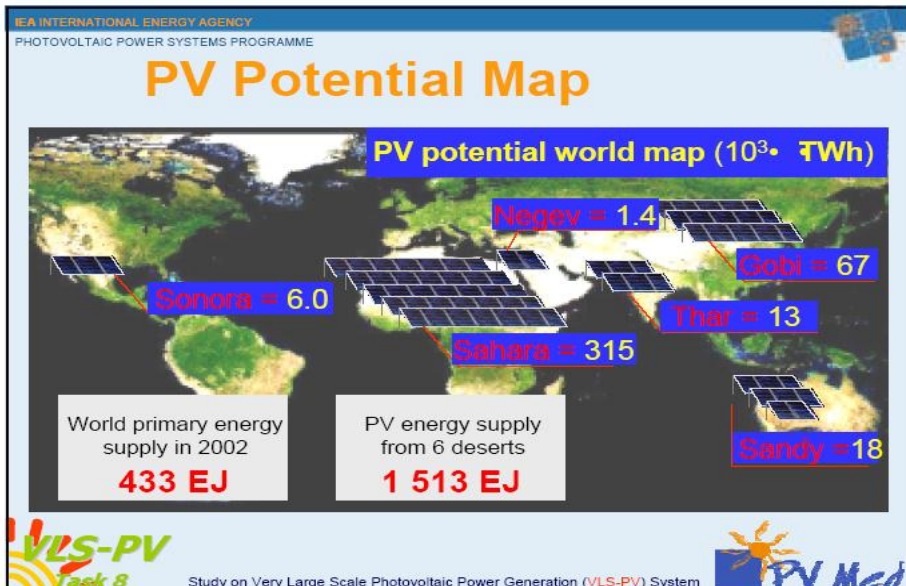 IEA INTERNATIONAL ENERGY AGENCY
PHOTOVOLTAIC POWER SYSTEMS PROGRAMME
PV Potential Map
PV potential world map (10³• TWh)
Negev = 1.4
Gobi = 67
Sonora = 6.0
Thar = 13
Sahara = 315
World primary energy
supply in 2002
433 EJ
PV energy supply
from 6 deserts
1 513 EJ
Sandy =18
VLS-PV
Task 8
Study on Very Large Scale Photovoltaic Power Generation (VLS-PV) System
PV Med